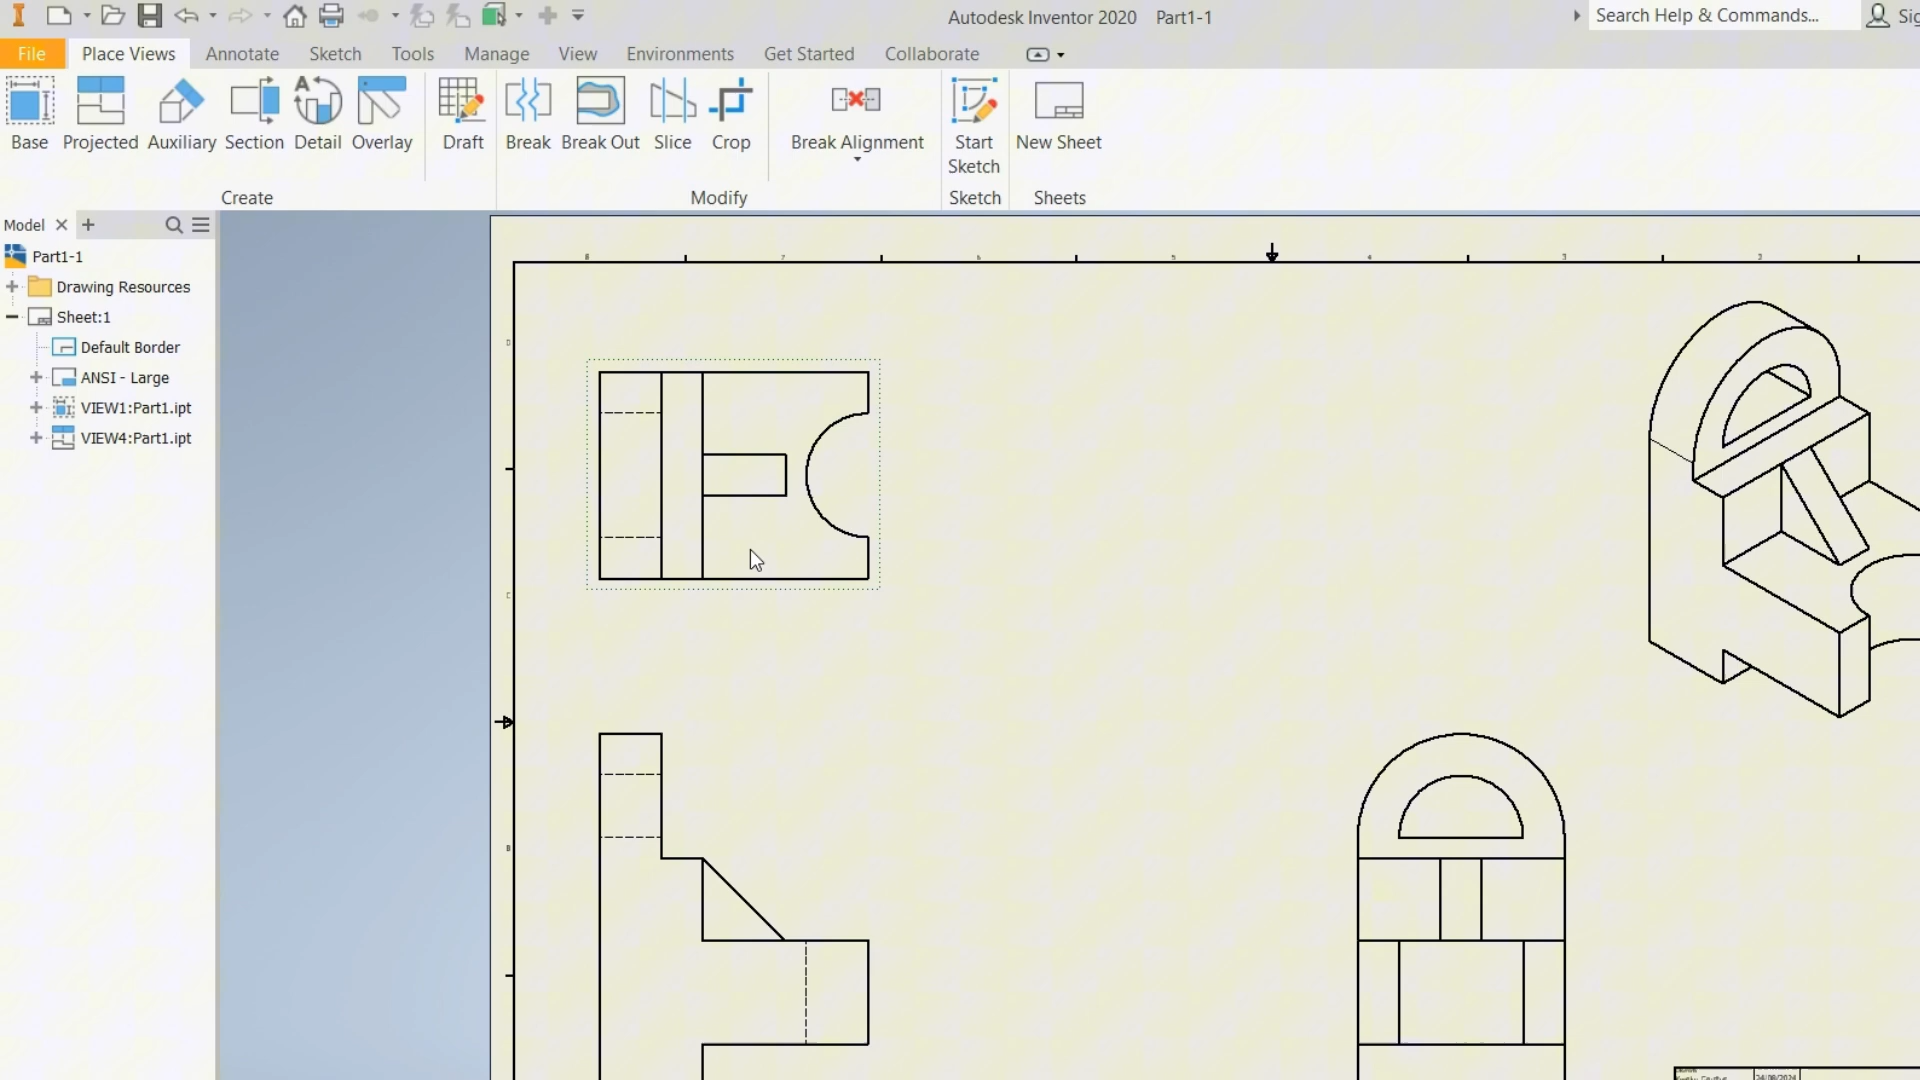 Autodesk Inventor 2020 Part1-1
Search Help & Commands...
File Place Views Annotate Sketch Tools Manage View Environments Get Started Collaborate
Base Projected Auxiliary Section Detail Overlay Draft Break Break Out Slice Crop Break Alignment Start Sketch New Sheet
Create Modify Sketch Sheets
Model
Part1-1
Drawing Resources
Sheet:1
Default Border
ANSI - Large
VIEW1:Part1.ipt
VIEW4:Part1.ipt
24/08/2024